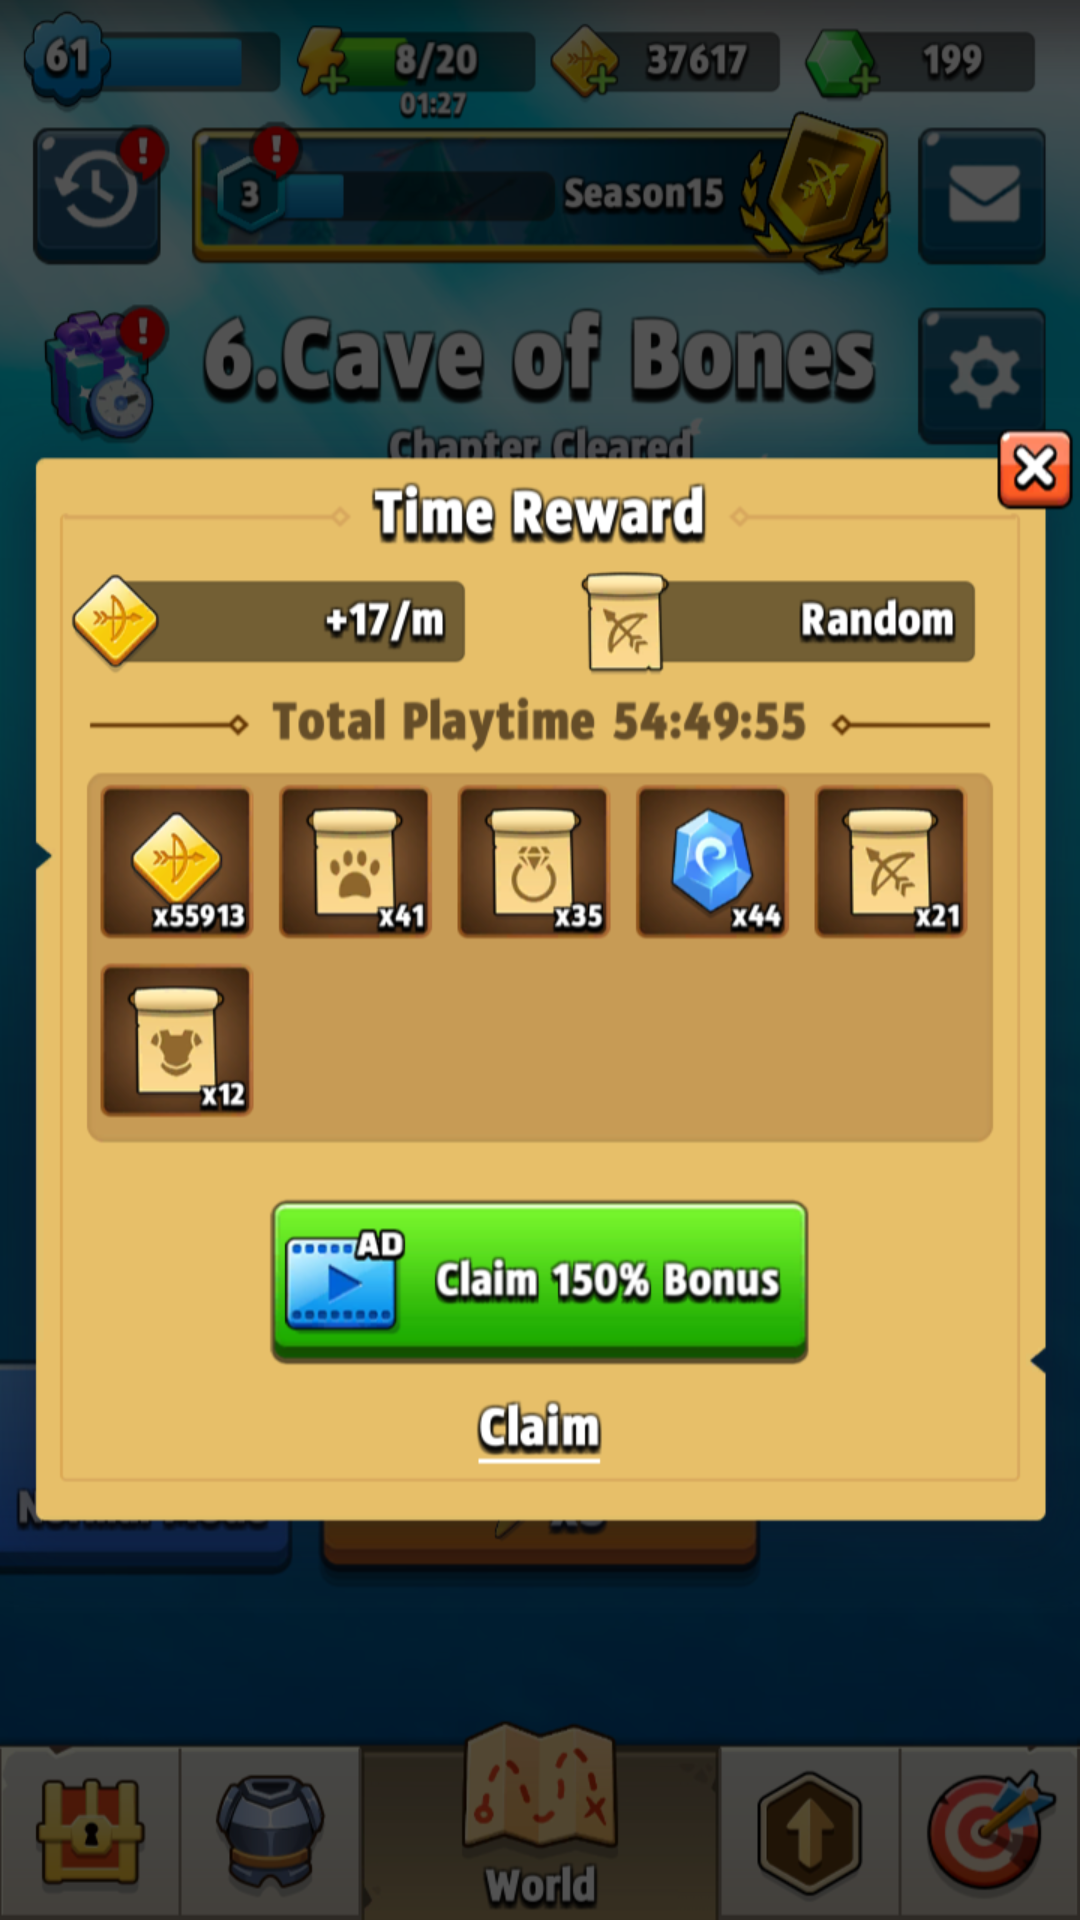 61
8/20
37617
199
01:27
!
!
3
Season15
!
6.Cave of Bones
Chapter Cleared
Time Reward
+17/m
Random
Total Playtime 54:49:55
x55913
x41
x35
x44
x21
x12
AD
Claim 150% Bonus
Claim
World